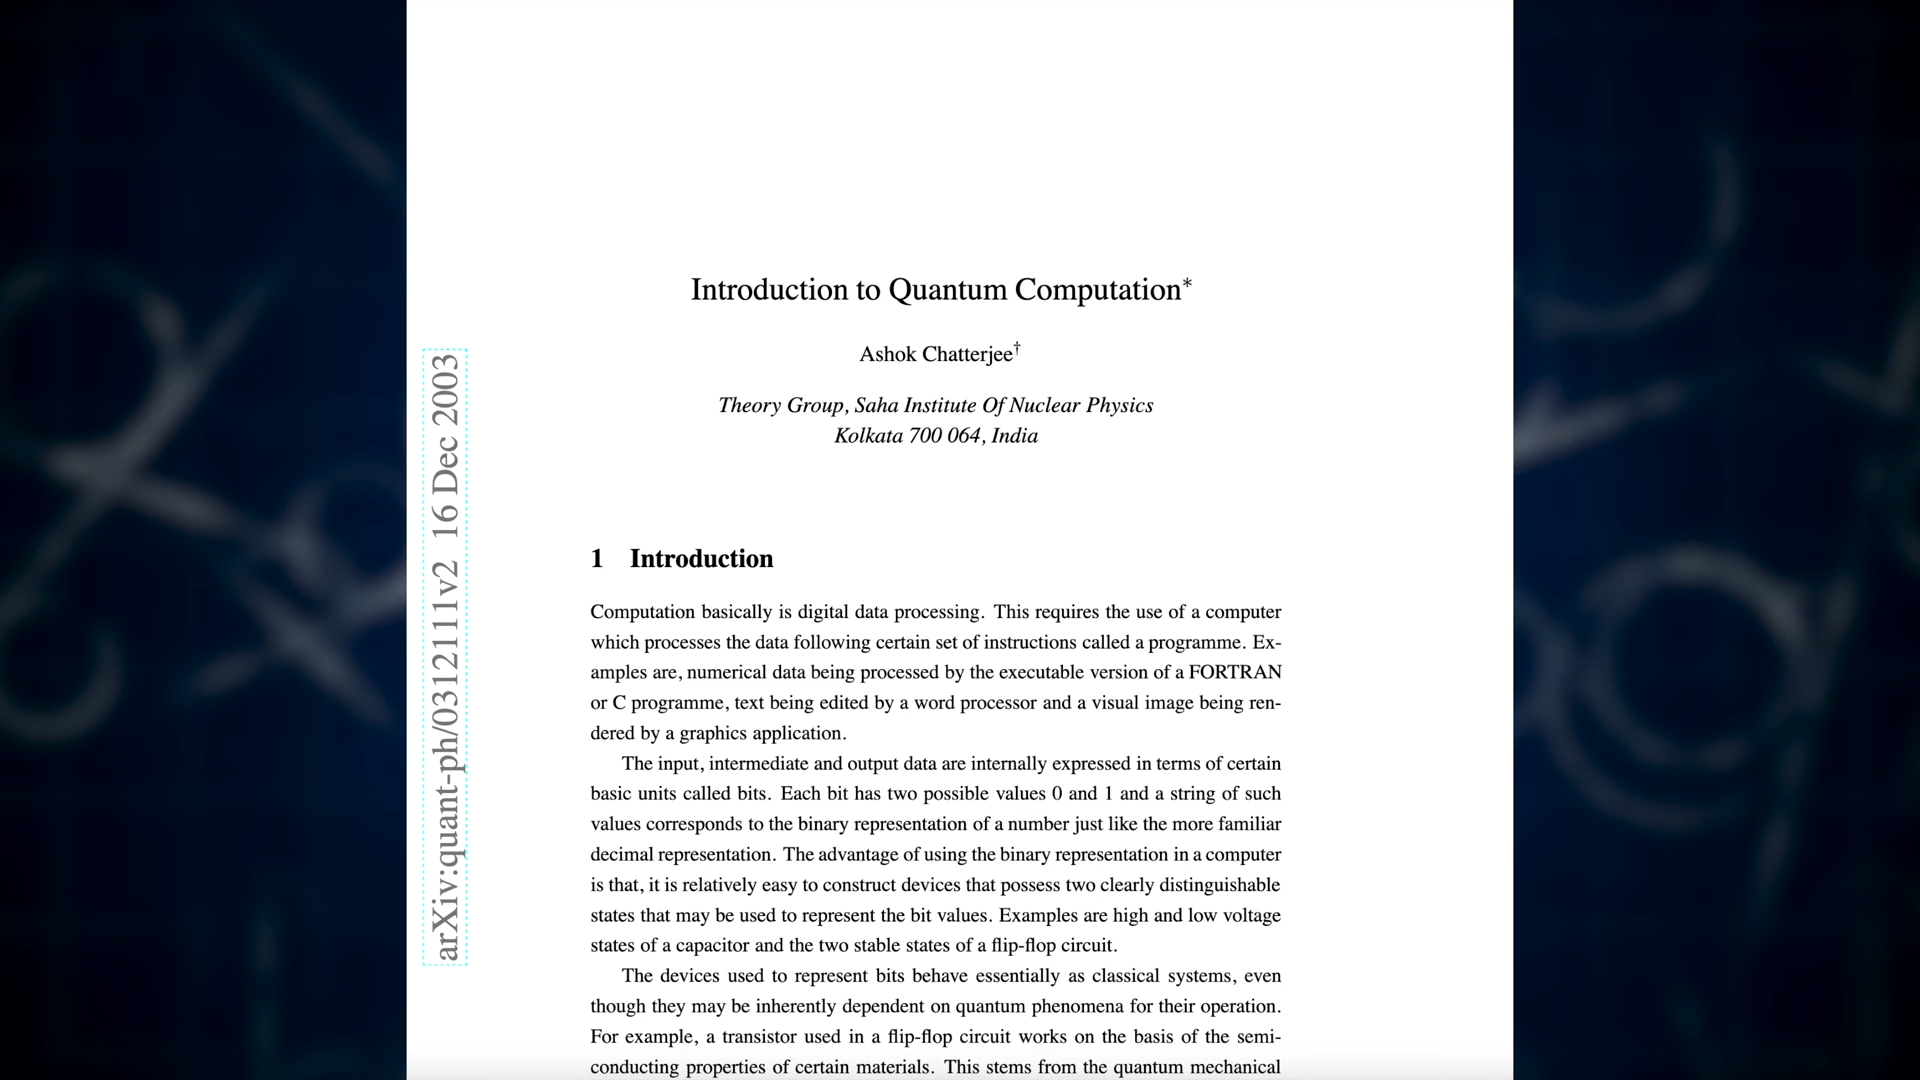 Introduction to Quantum Computation*
Ashok Chatterjee†
Theory Group, Saha Institute Of Nuclear Physics
Kolkata 700 064, India
arXiv:quant-ph/0312111v2 16 Dec 2003
1 Introduction
Computation basically is digital data processing. This requires the use of a computer
which processes the data following certain set of instructions called a programme. Ex-
amples are, numerical data being processed by the executable version of a FORTRAN
or C programme, text being edited by a word processor and a visual image being ren-
dered by a graphics application.
The input, intermediate and output data are internally expressed in terms of certain
basic units called bits. Each bit has two possible values 0 and 1 and a string of such
values corresponds to the binary representation of a number just like the more familiar
decimal representation. The advantage of using the binary representation in a computer
is that, it is relatively easy to construct devices that possess two clearly distinguishable
states that may be used to represent the bit values. Examples are high and low voltage
states of a capacitor and the two stable states of a flip-flop circuit.
The devices used to represent bits behave essentially as classical systems, even
though they may be inherently dependent on quantum phenomena for their operation.
For example, a transistor used in a flip-flop circuit works on the basis of the semi-
conducting properties of certain materials. This stems from the quantum mechanical